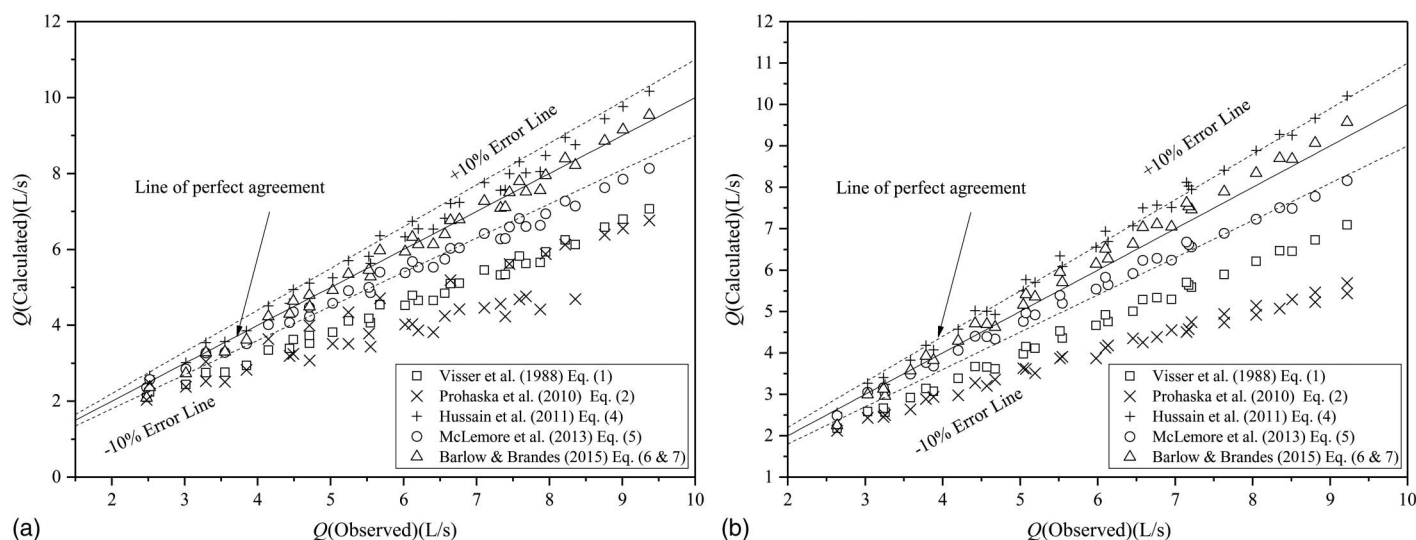 12
10
8
6
4
2
0
Q(Calculated)(L/s)
+10% Error Line
Line of perfect agreement
-10% Error Line
Visser et al. (1988) Eq. (1)
Prohaska et al. (2010) Eq. (2)
Hussain et al. (2011) Eq. (4)
McLemore et al. (2013) Eq. (5)
Barlow & Brandes (2015) Eq. (6 & 7)
2 3 4 5 6 7 8 9 10
Q(Observed)(L/s)
(a)
12
11
10
9
8
7
6
5
4
3
2
1
Q(Calculated)(L/s)
+10% Error Line
Line of perfect agreement
-10% Error Line
Visser et al. (1988) Eq. (1)
Prohaska et al. (2010) Eq. (2)
Hussain et al. (2011) Eq. (4)
McLemore et al. (2013) Eq. (5)
Barlow & Brandes (2015) Eq. (6 & 7)
2 3 4 5 6 7 8 9 10
Q(Observed)(L/s)
(b)